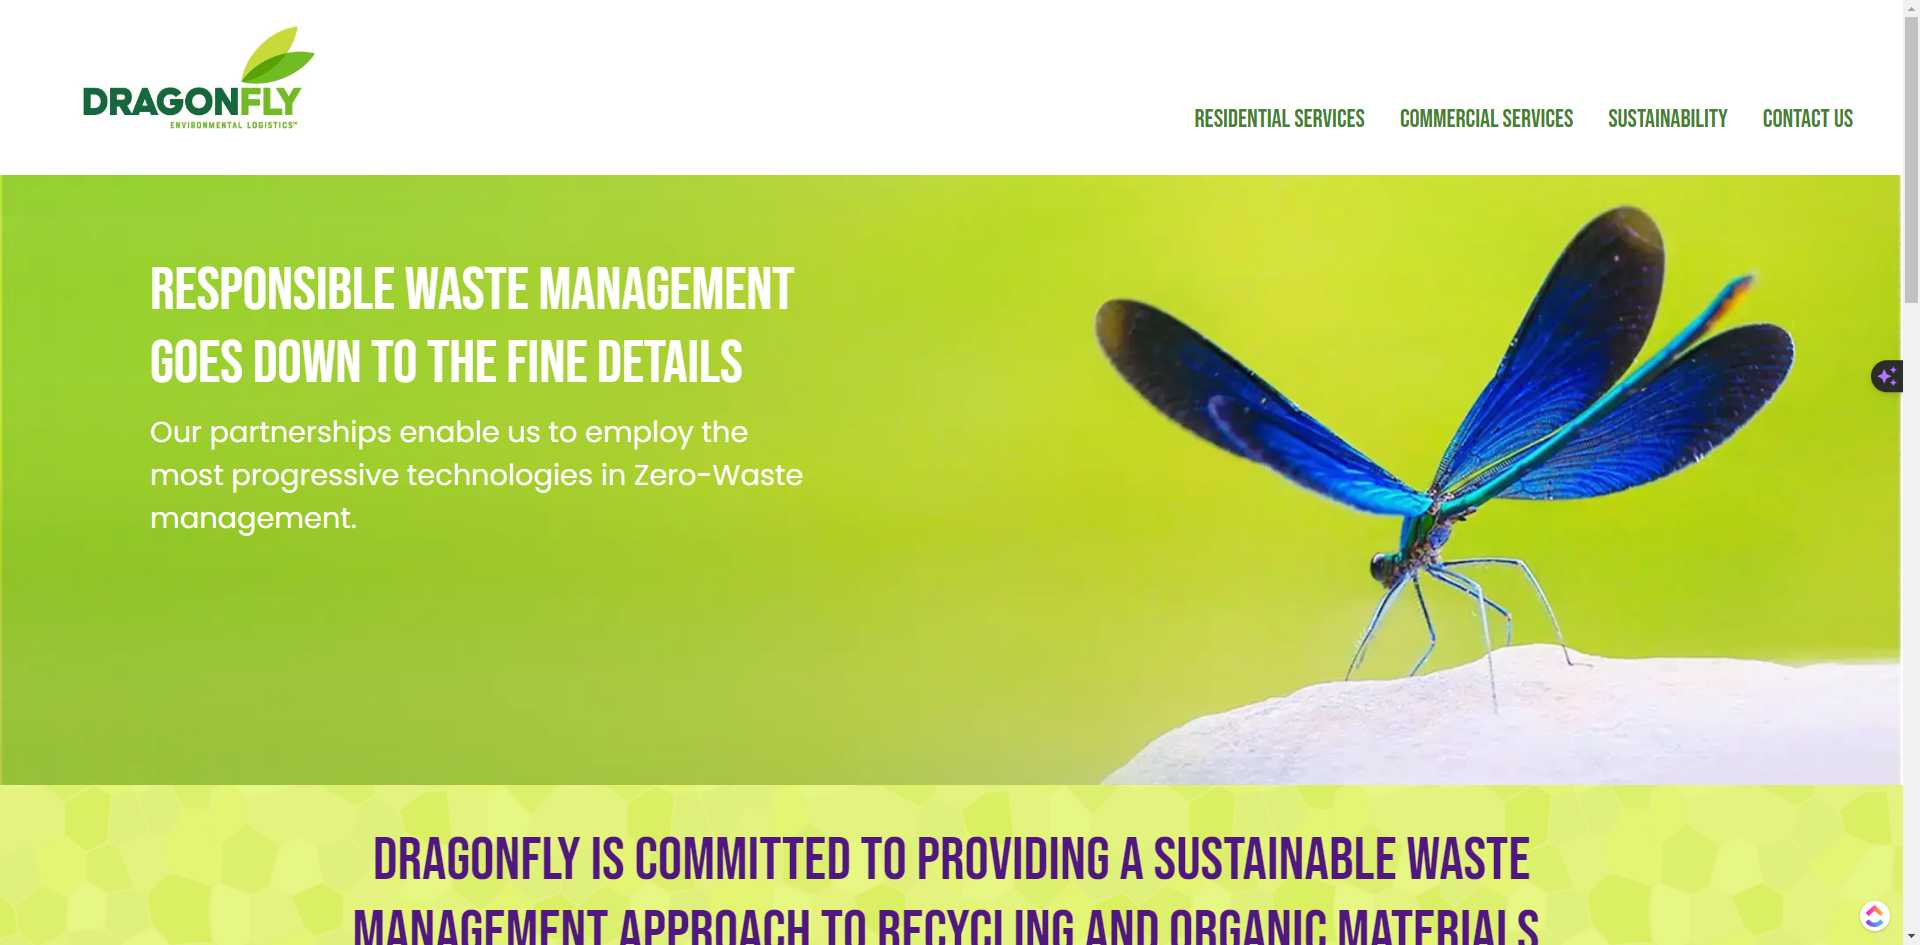 DRAGONFLY
ENVIRONMENTAL LOGISTICS™
RESIDENTIAL SERVICES COMMERCIAL SERVICES SUSTAINABILITY CONTACT US
RESPONSIBLE WASTE MANAGEMENT
GOES DOWN TO THE FINE DETAILS
Our partnerships enable us to employ the
most progressive technologies in Zero-Waste
management.
DRAGONFLY IS COMMITTED TO PROVIDING A SUSTAINABLE WASTE
MANAGEMENT APPROACH TO RECYCLING AND ORGANIC MATERIALS